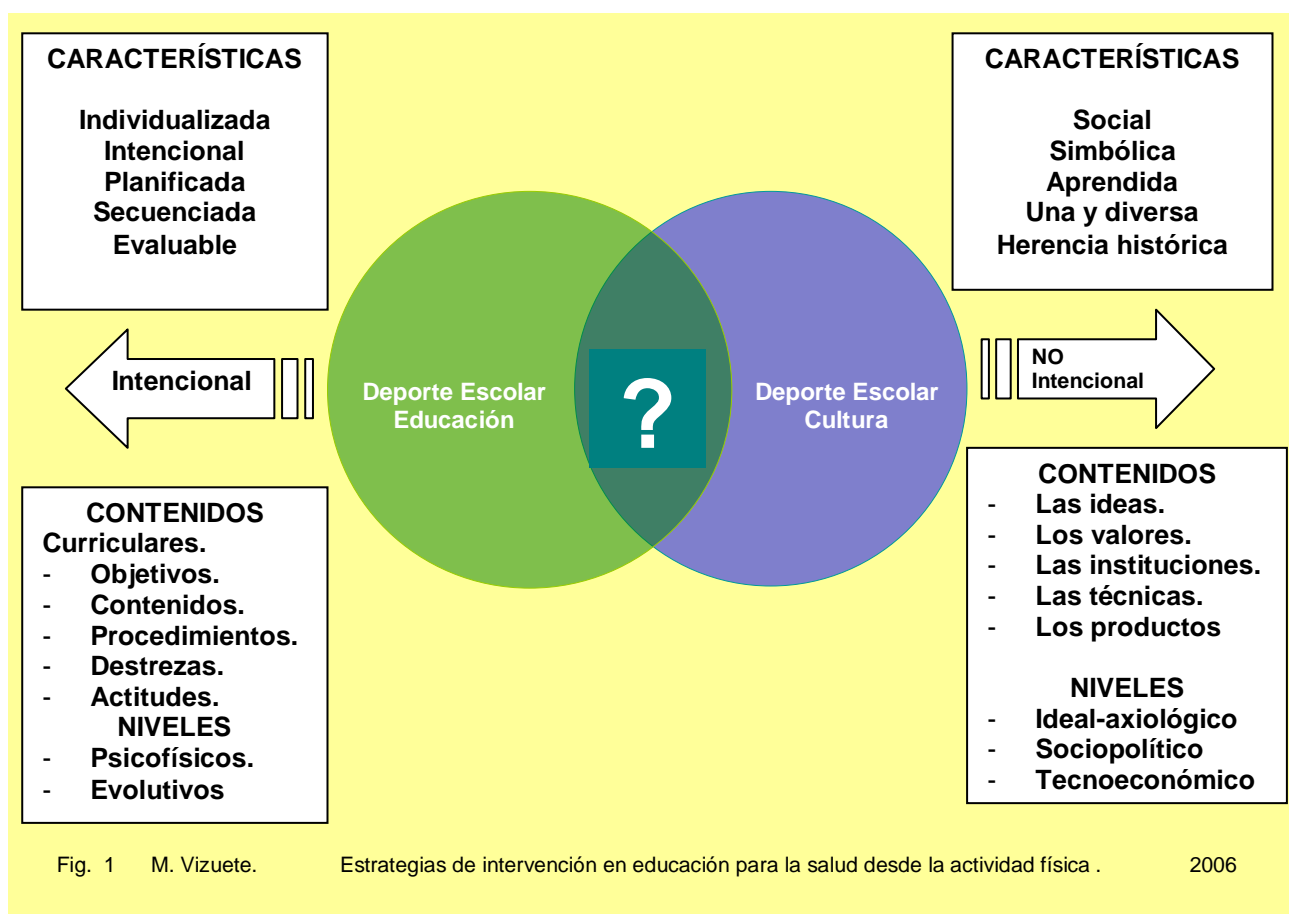 CARACTERÍSTICAS
Individualizada
Intencional
Planificada
Secuenciada
Evaluable
CARACTERÍSTICAS
Social
Simbólica
Aprendida
Una y diversa
Herencia histórica
Intencional
Deporte Escolar
Educación
?
Deporte Escolar
Cultura
NO
Intencional
CONTENIDOS
Curriculares.
- Objetivos.
- Contenidos.
- Procedimientos.
- Destrezas.
- Actitudes.
NIVELES
- Psicofísicos.
- Evolutivos
CONTENIDOS
- Las ideas.
- Los valores.
- Las instituciones.
- Las técnicas.
- Los productos
NIVELES
- Ideal-axiológico
- Sociopolítico
- Tecnoeconómico
Fig. 1 M. Vizuete. Estrategias de intervención en educación para la salud desde la actividad física . 2006